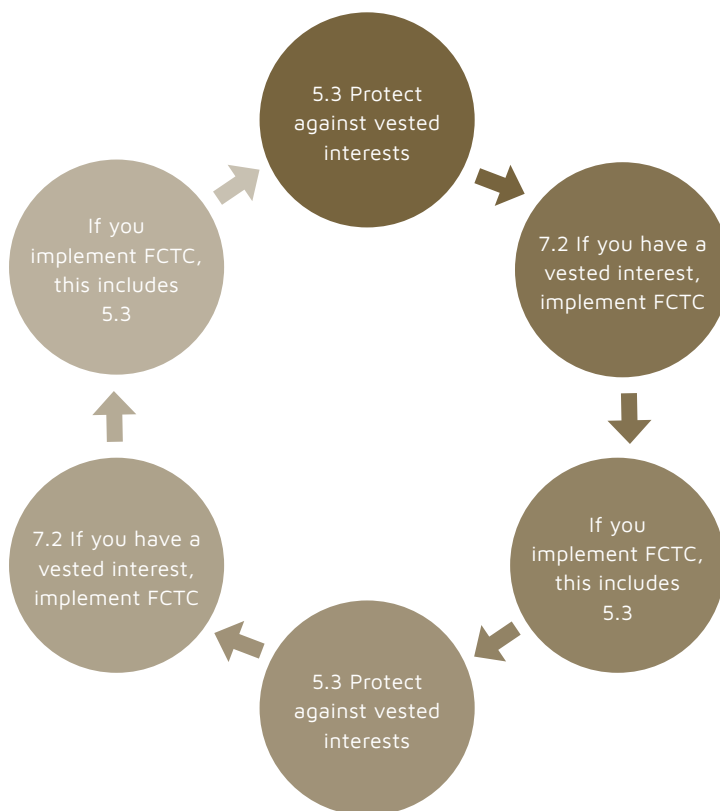 5.3 Protect
against vested
interests
7.2 If you have a
vested interest,
implement FCTC
If you
implement FCTC,
this includes
5.3
5.3 Protect
against vested
interests
7.2 If you have a
vested interest,
implement FCTC
If you
implement FCTC,
this includes
5.3